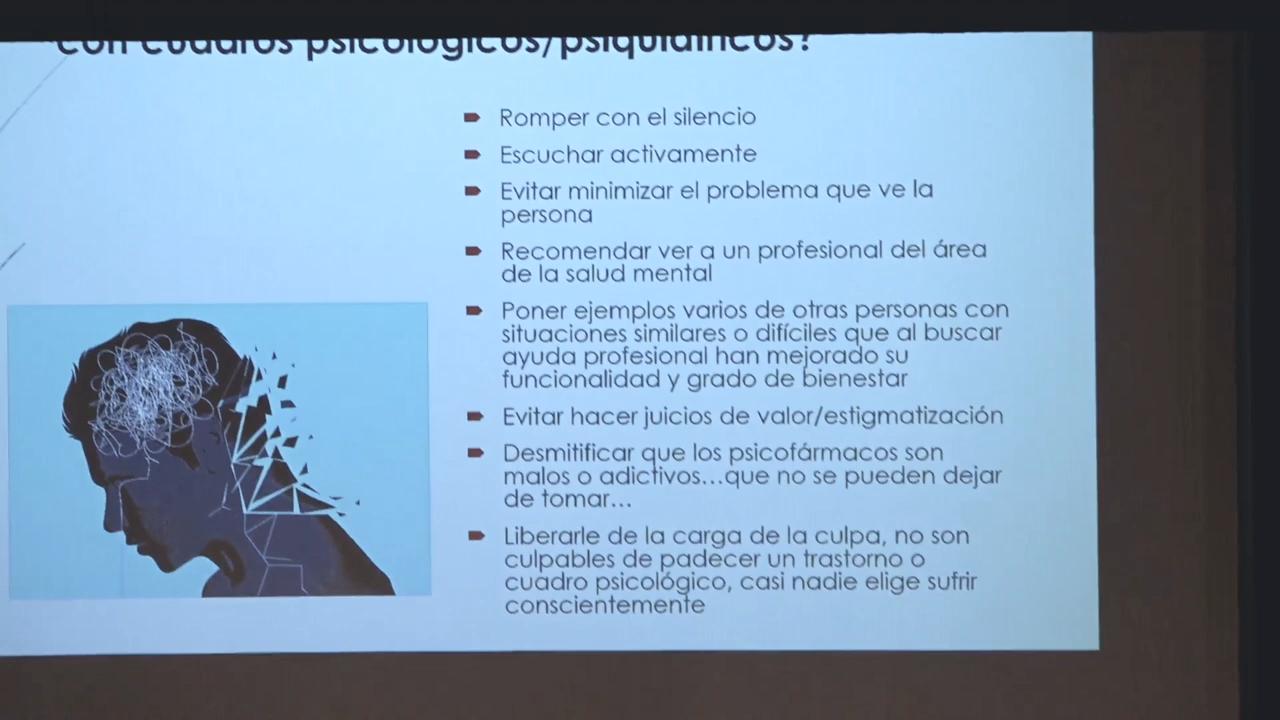 con cuadros psicológicos/psiquiátricos?
Romper con el silencio
Escuchar activamente
Evitar minimizar el problema que ve la
persona
Recomendar ver a un profesional del área
de la salud mental
Poner ejemplos varios de otras personas con
situaciones similares o difíciles que al buscar
ayuda profesional han mejorado su
funcionalidad y grado de bienestar
Evitar hacer juicios de valor/estigmatización
Desmitificar que los psicofármacos son
malos o adictivos...que no se pueden dejar
de tomar...
Liberarle de la carga de la culpa, no son
culpables de padecer un trastorno o
cuadro psicológico, casi nadie elige sufrir
conscientemente